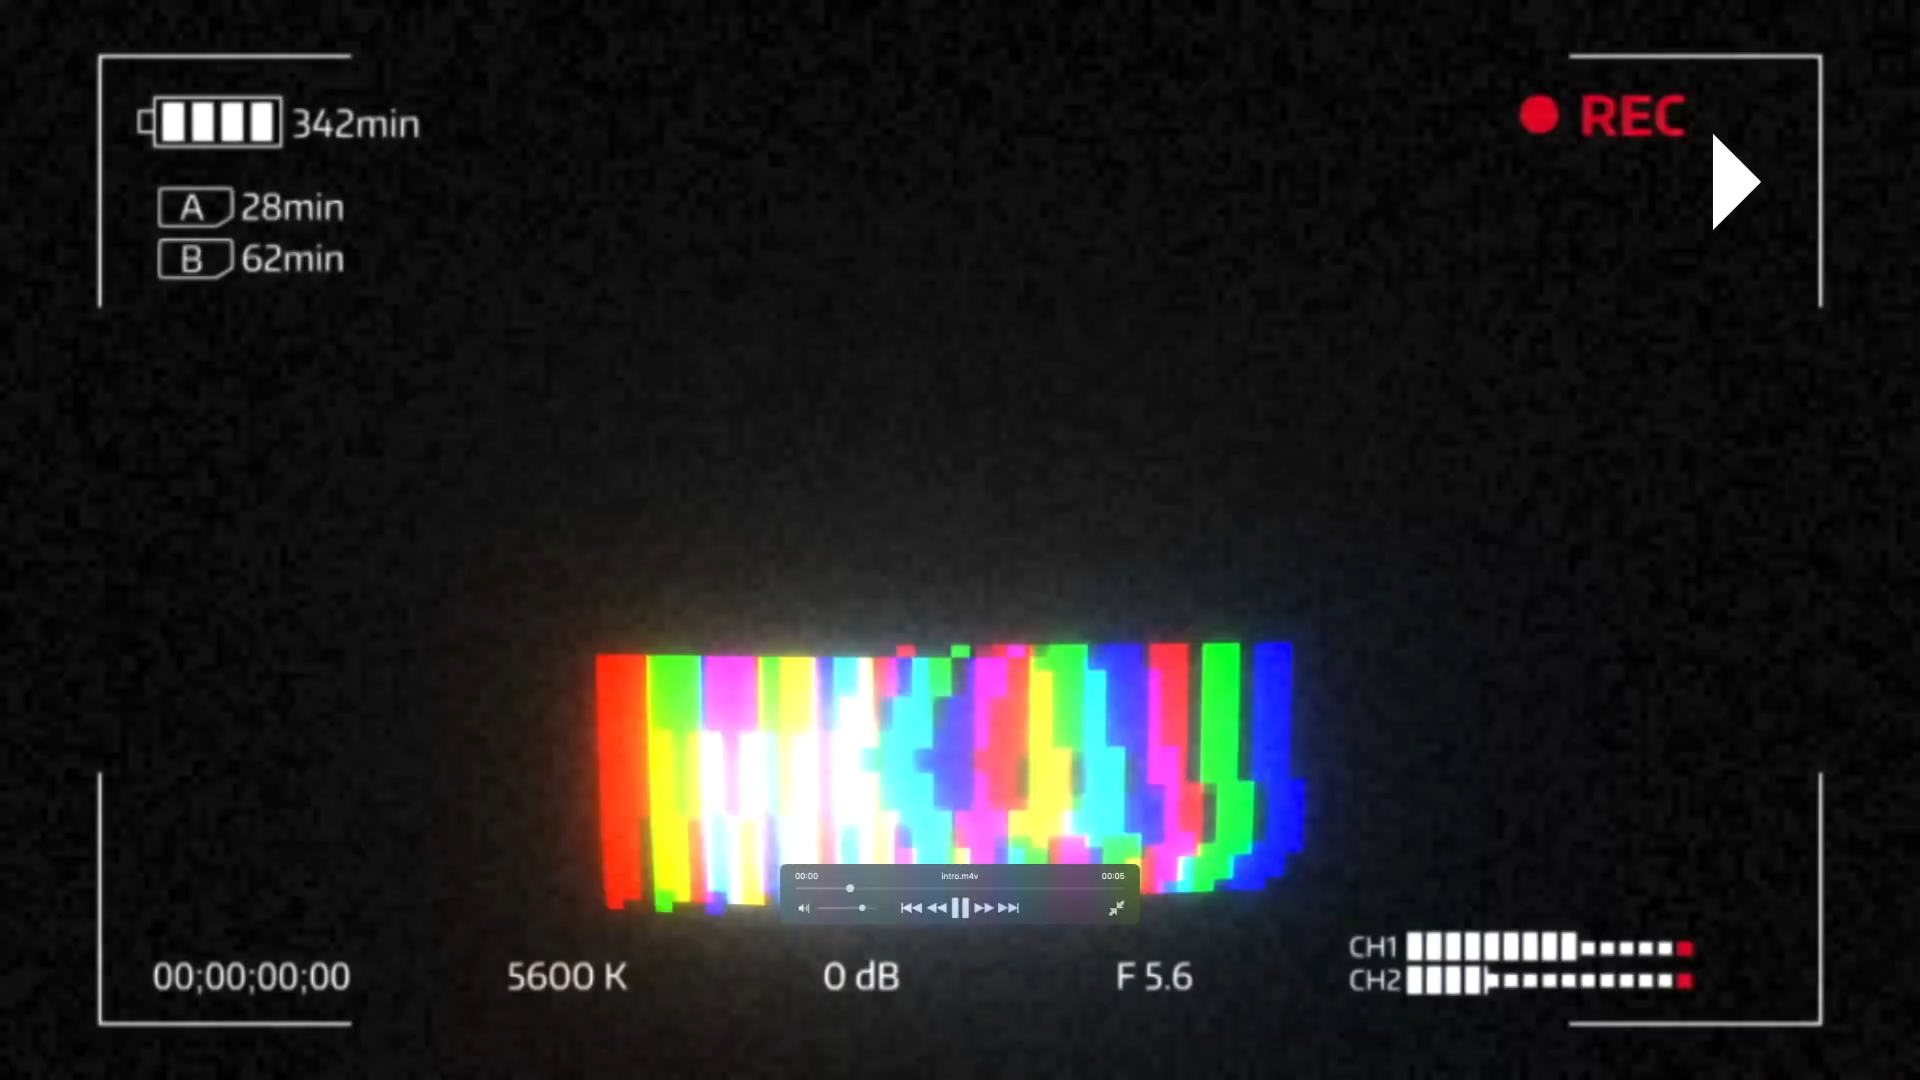 342min
REC
A 28min
B 62min
00:00 intro.m4v 00:05
CH1
CH2
00;00;00;00 5600 K 0 dB F 5.6